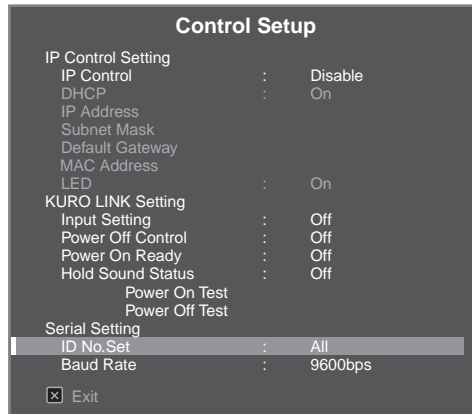 Control Setup
IP Control Setting
IP Control : Disable
DHCP : On
IP Address
Subnet Mask
Default Gateway
MAC Address
LED : On
KURO LINK Setting
Input Setting : Off
Power Off Control : Off
Power On Ready : Off
Hold Sound Status : Off
Power On Test
Power Off Test
Serial Setting
ID No.Set : All
Baud Rate : 9600bps
Exit